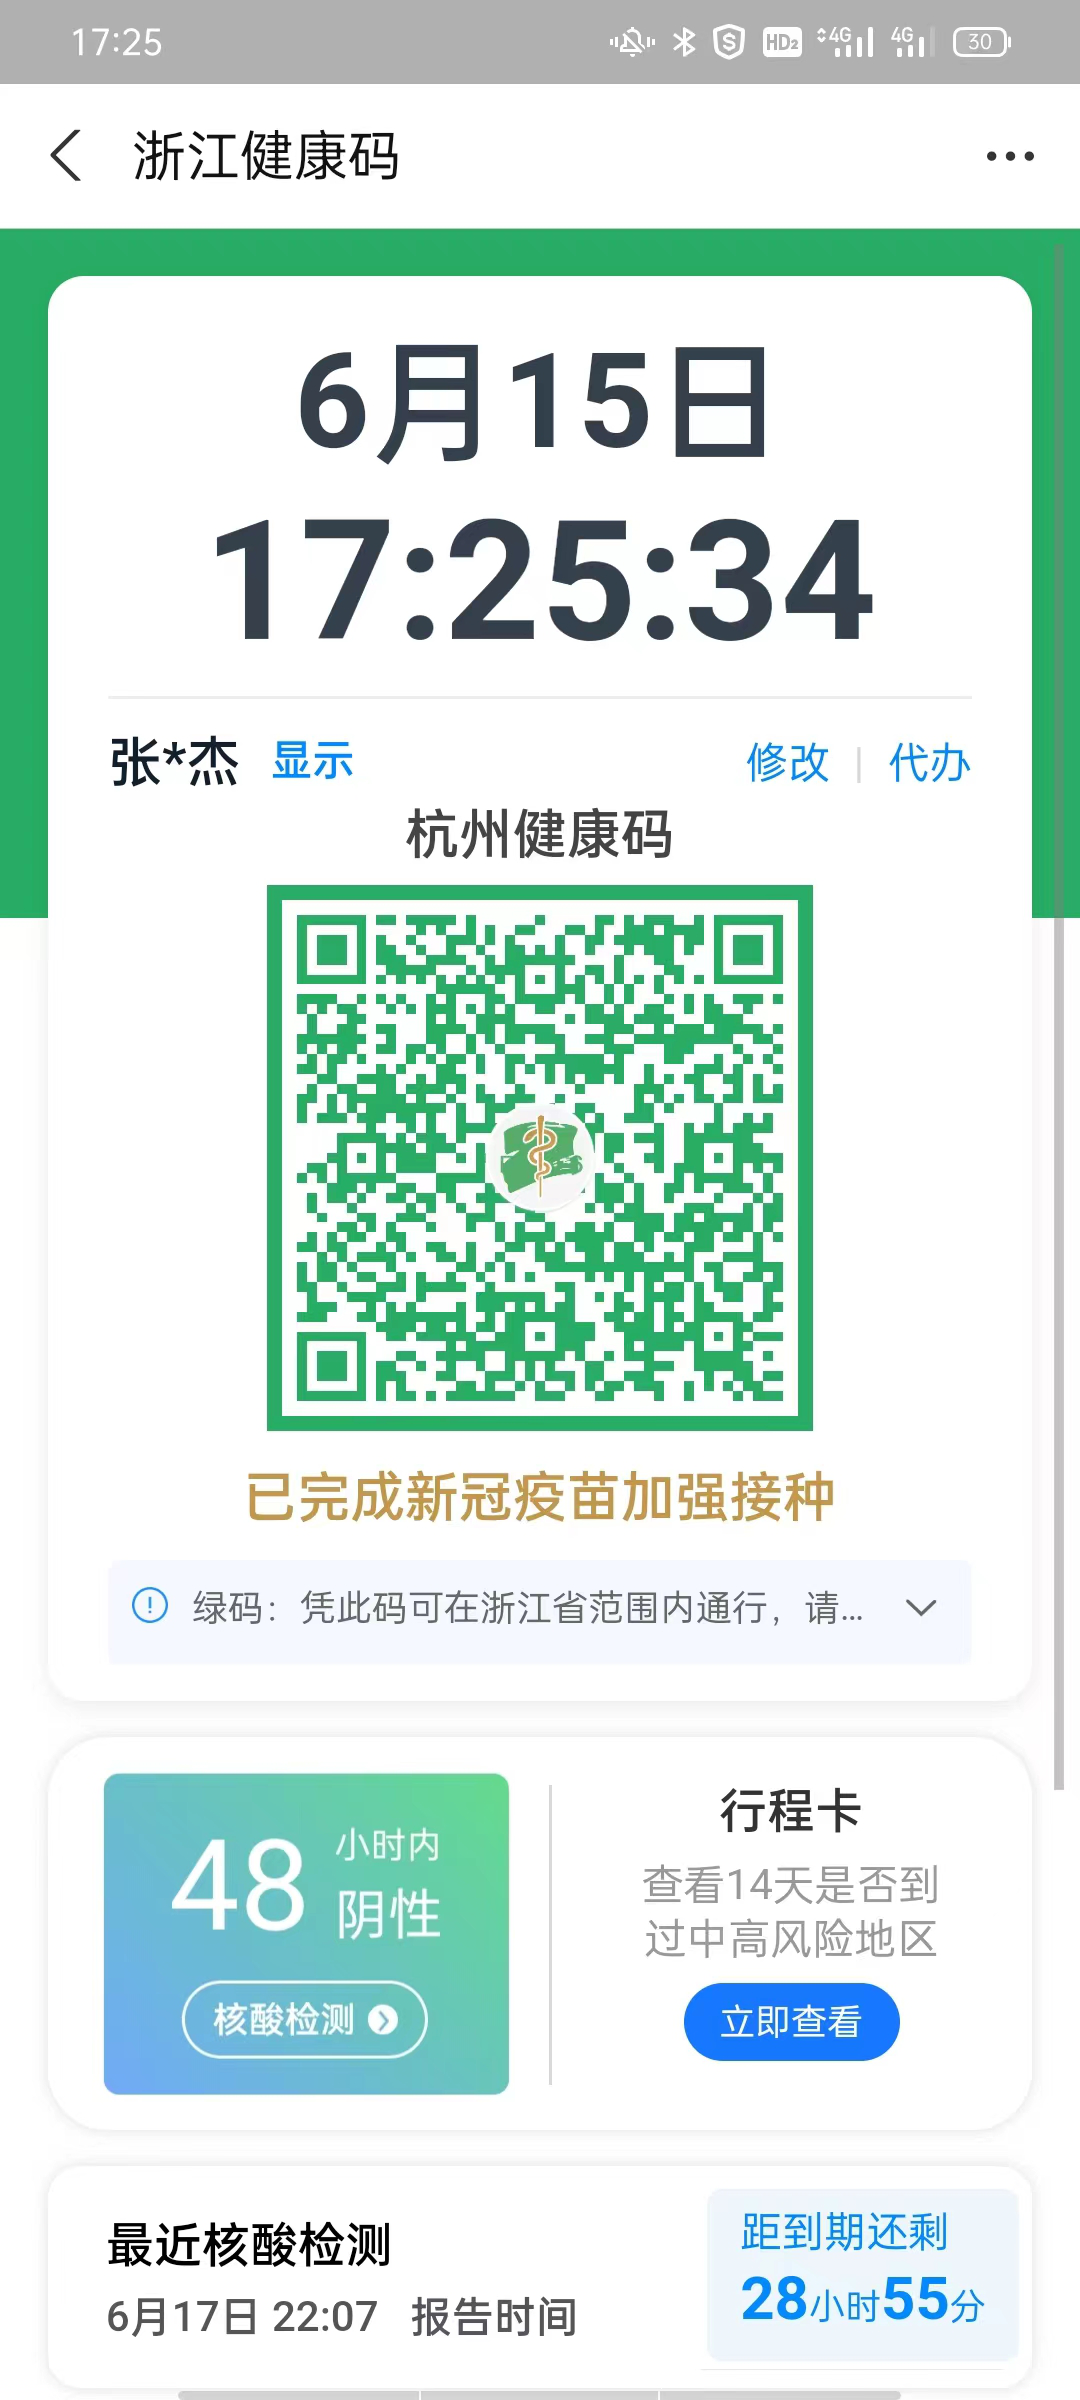 17:25
HD2 4G 4G 30
浙江健康码
6月15日
17:25:34
张*杰 显示 修改 | 代办
杭州健康码
已完成新冠疫苗加强接种
绿码：凭此码可在浙江省范围内通行，请...
48 小时内
阴性
核酸检测
行程卡
查看14天是否到
过中高风险地区
立即查看
最近核酸检测
6月17日 22:07 报告时间
距到期还剩
28小时55分